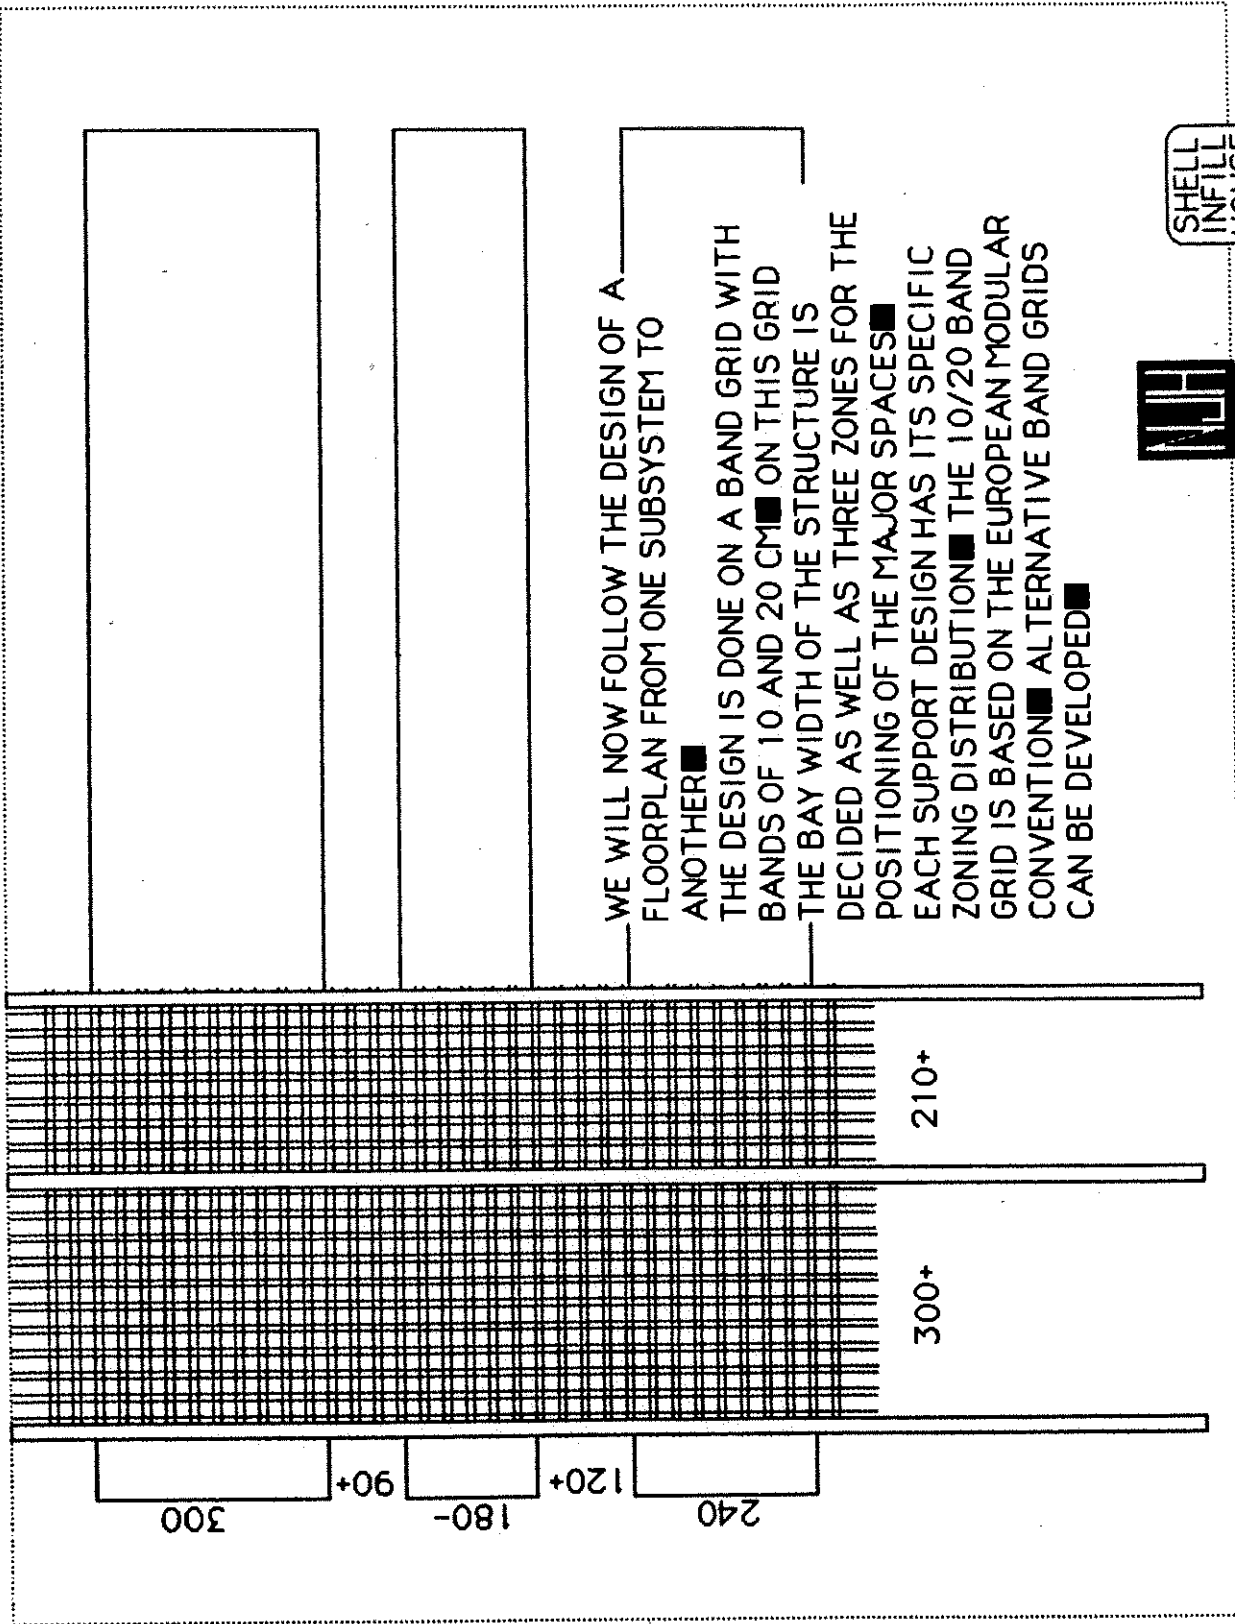 WE WILL NOW FOLLOW THE DESIGN OF A
FLOORPLAN FROM ONE SUBSYSTEM TO
ANOTHER■
THE DESIGN IS DONE ON A BAND GRID WITH
BANDS OF 10 AND 20 CM■ ON THIS GRID
THE BAY WIDTH OF THE STRUCTURE IS
DECIDED AS WELL AS THREE ZONES FOR THE
POSITIONING OF THE MAJOR SPACES■
EACH SUPPORT DESIGN HAS ITS SPECIFIC
ZONING DISTRIBUTION■ THE 10/20 BAND
GRID IS BASED ON THE EUROPEAN MODULAR
CONVENTION■ ALTERNATIVE BAND GRIDS
CAN BE DEVELOPED■
300
90+
180-
120+
240
300+
210+
SHELL
INFILL